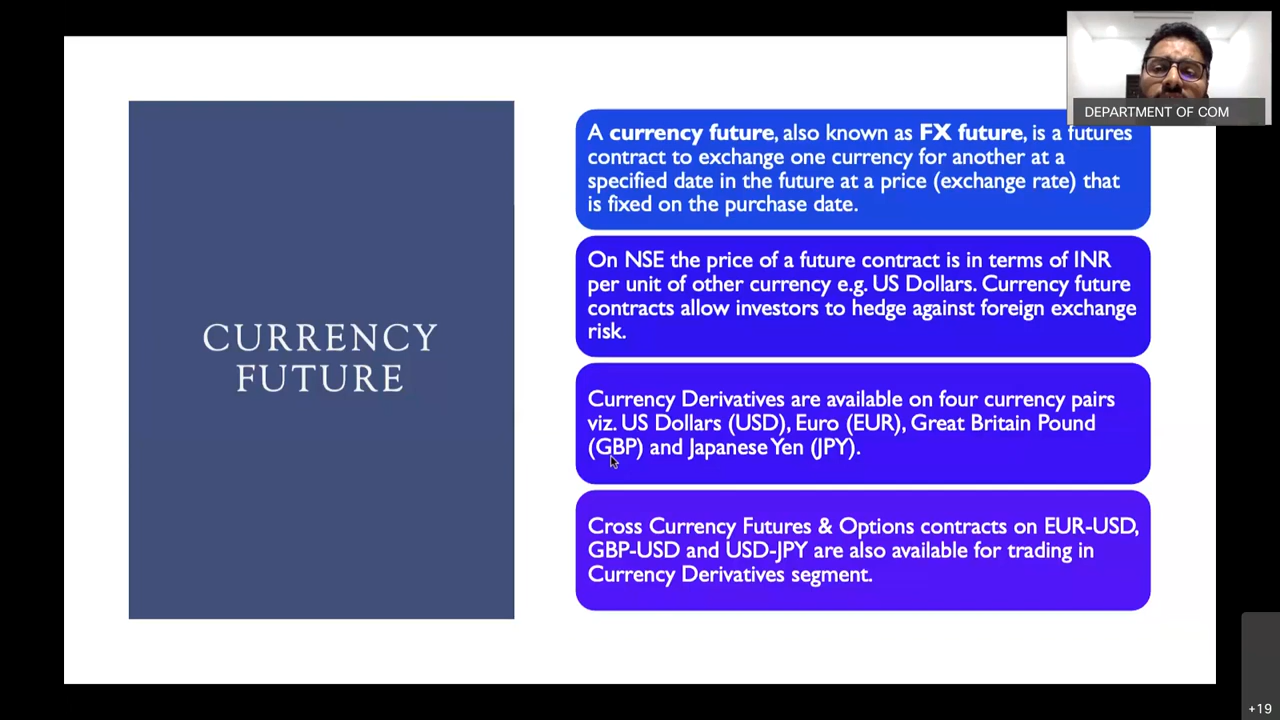 DEPARTMENT OF COM
CURRENCY
FUTURE
A currency future, also known as FX future, is a futures
contract to exchange one currency for another at a
specified date in the future at a price (exchange rate) that
is fixed on the purchase date.
On NSE the price of a future contract is in terms of INR
per unit of other currency e.g. US Dollars. Currency future
contracts allow investors to hedge against foreign exchange
risk.
Currency Derivatives are available on four currency pairs
viz. US Dollars (USD), Euro (EUR), Great Britain Pound
(GBP) and Japanese Yen (JPY).
Cross Currency Futures & Options contracts on EUR-USD,
GBP-USD and USD-JPY are also available for trading in
Currency Derivatives segment.
+19